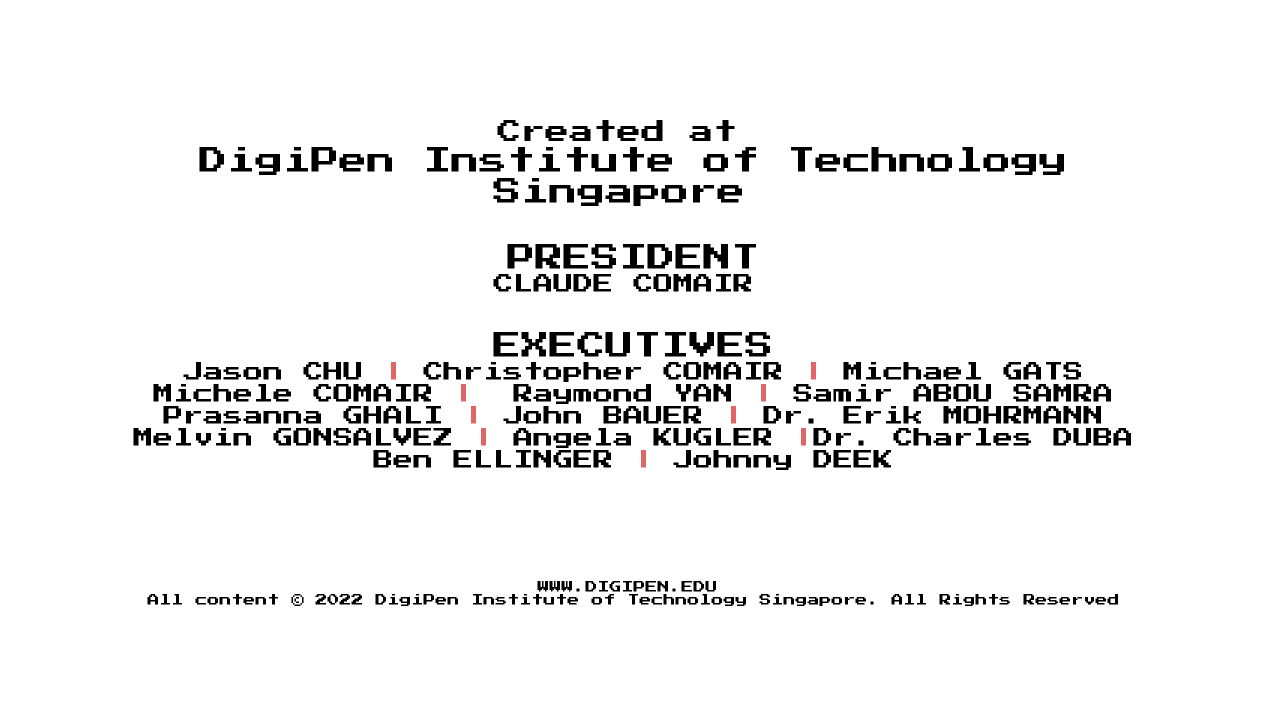 Created at
DigiPen Institute of Technology
Singapore
PRESIDENT
CLAUDE COMAIR
EXECUTIVES
Jason CHU | Christopher COMAIR | Michael GATS
Michele COMAIR | Raymond YAN | Samir ABOU SAMRA
Prasanna GHALI | John BAUER | Dr. Erik MOHRMANN
Melvin GONSALVEZ | Angela KUGLER |Dr. Charles DUBA
Ben ELLINGER | Johnny DEEK
WWW.DIGIPEN.EDU
All content © 2022 DigiPen Institute of Technology Singapore. All Rights Reserved